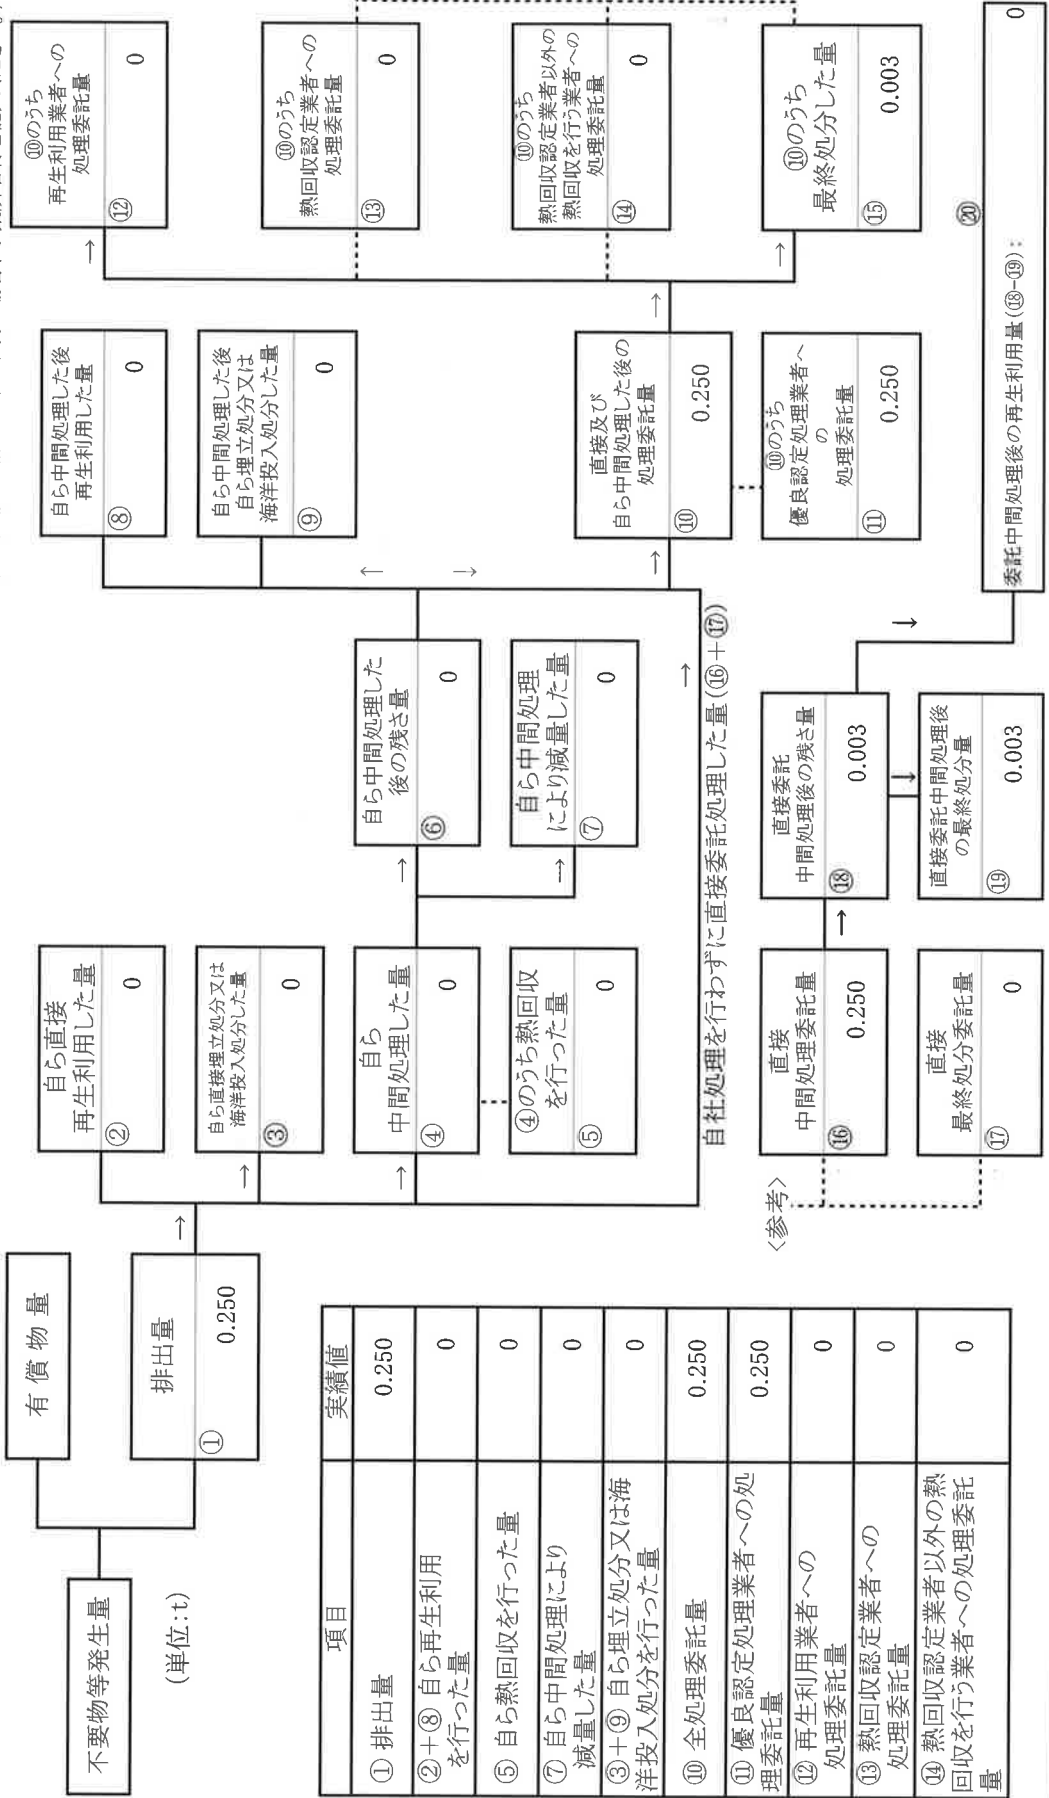 不要物等発生量
(単位:t)
有 償 物 量
排出量
① 0.250
自ら直接
再生利用した量
② 0
自ら直接埋立処分又は
海洋投入処分した量
③ 0
自ら
中間処理した量
④ 0
④のうち熱回収
を行った量
⑤ 0
自ら中間処理した
後の残さ量
⑥ 0
自ら中間処理
により減量した量
⑦ 0
自ら中間処理した後
再生利用した量
⑧ 0
自ら中間処理した後
自ら埋立処分又は
海洋投入処分した量
⑨ 0
直接及び
自ら中間処理した後の
処理委託量
⑩ 0.250
⑩のうち
優良認定処理業者へ
の
処理委託量
⑪ 0.250
⑩のうち
再生利用業者への
処理委託量
⑫ 0
⑩のうち
熱回収認定業者への
処理委託量
⑬ 0
⑩のうち
熱回収認定業者以外の
熱回収を行う業者への
処理委託量
⑭ 0
⑩のうち
最終処分した量
⑮ 0.003
自社処理を行わずに直接委託処理した量(⑯+⑰)
<参考>
直接
中間処理委託量
⑯ 0.250
直接
最終処分委託量
⑰ 0
直接委託
中間処理後の残さ量
⑱ 0.003
直接委託中間処理後
の最終処分量
⑲ 0.003
⑳
委託中間処理後の再生利用量(⑱-⑲): 0
項目 実績値
① 排出量 0.250
②+⑧ 自ら再生利用
を行った量 0
⑤ 自ら熱回収を行った量 0
⑦ 自ら中間処理により
減量した量 0
③+⑨ 自ら埋立処分又は海
洋投入処分を行った量 0
⑩ 全処理委託量 0.250
⑪ 優良認定処理業者への処
理委託量 0.250
⑫ 再生利用業者への
処理委託量 0
⑬ 熱回収認定業者への
処理委託量 0
⑭ 熱回収認定業者以外の熱
回収を行う業者への処理委託
量 0